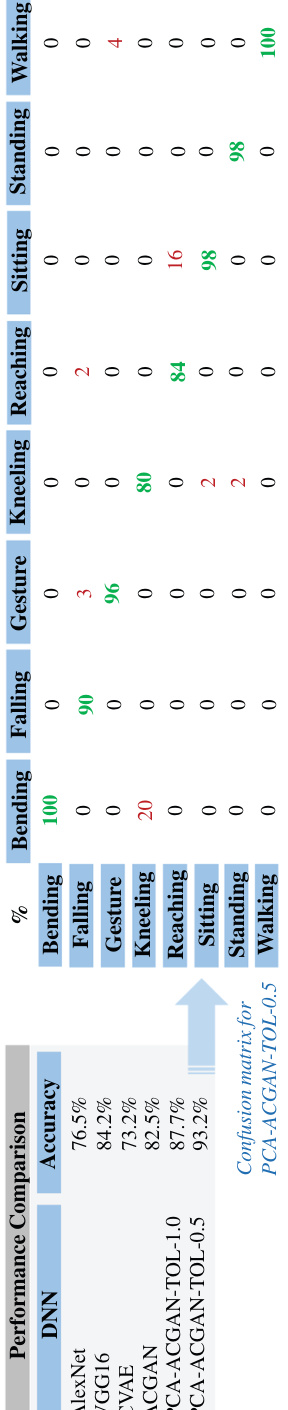 Performance Comparison
DNN Accuracy
AlexNet 76.5%
VGG16 84.2%
CVAE 73.2%
ACGAN 82.5%
PCA-ACGAN-TOL-1.0 87.7%
PCA-ACGAN-TOL-0.5 93.2%
Confusion matrix for
PCA-ACGAN-TOL-0.5
% Bending Falling Gesture Kneeling Reaching Sitting Standing Walking
Bending 100 0 0 0 0 0 0 0
Falling 0 90 3 0 2 0 0 0
Gesture 0 0 96 0 0 0 0 4
Kneeling 20 0 0 80 0 0 0 0
Reaching 0 0 0 0 84 16 0 0
Sitting 0 0 0 2 0 98 0 0
Standing 0 0 0 2 0 0 98 0
Walking 0 0 0 0 0 0 0 100